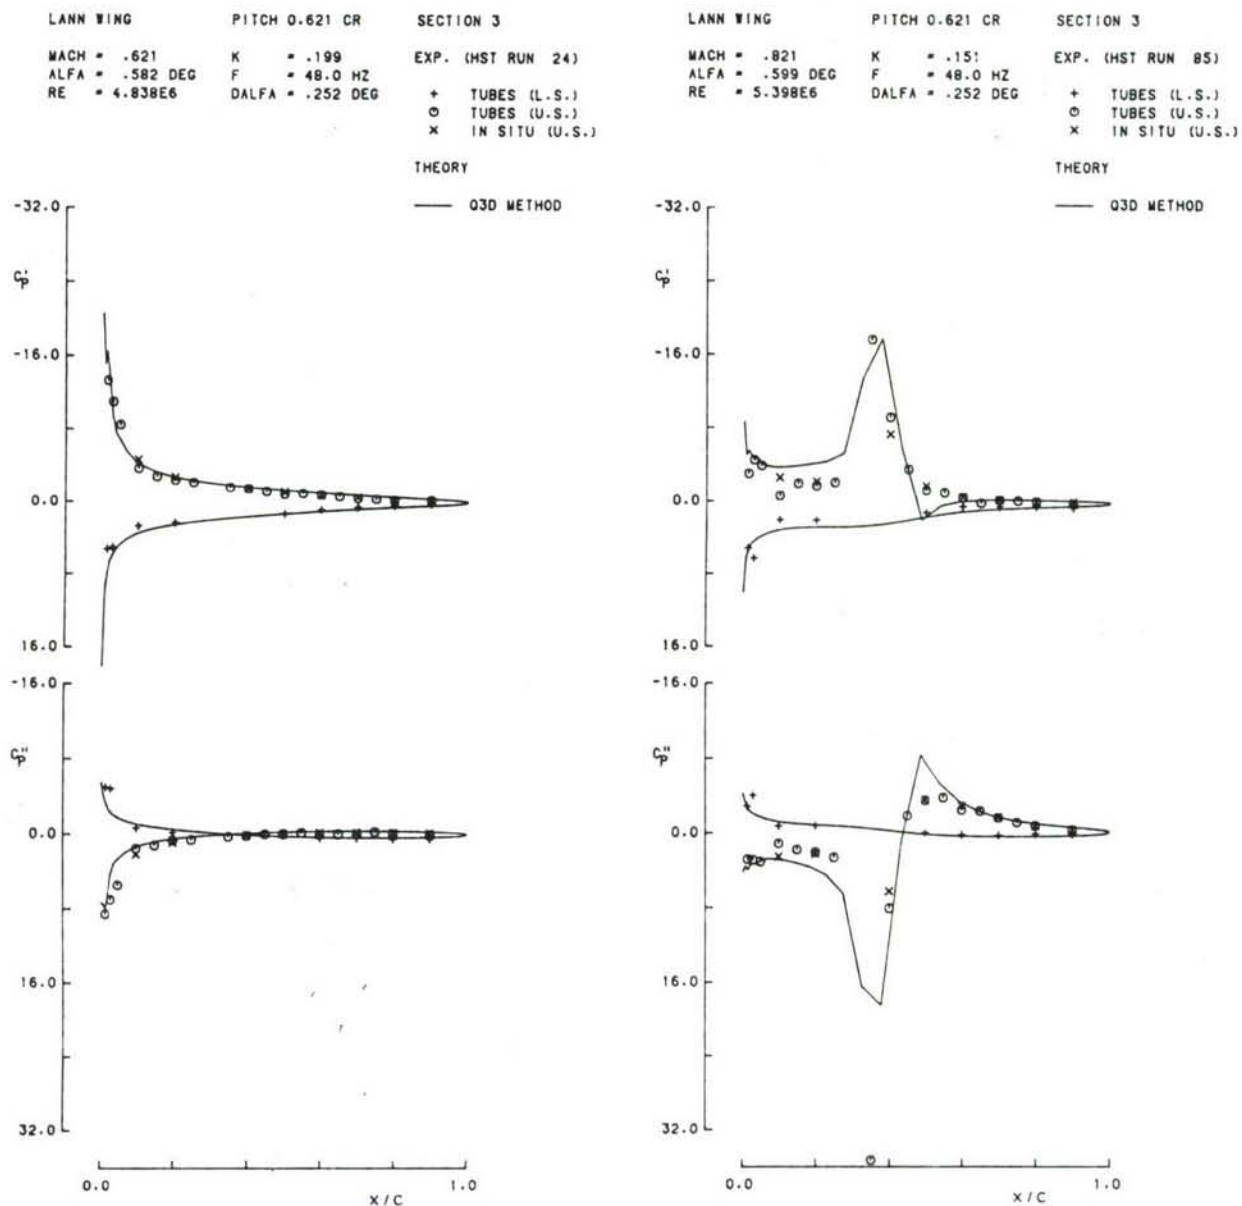 LANN WING PITCH 0.621 CR SECTION 3
MACH = .621 K = .199 EXP. (HST RUN 24)
ALFA = .582 DEG F = 48.0 HZ
RE = 4.838E6 DALFA = .252 DEG + TUBES (L.S.)
⊙ TUBES (U.S.)
× IN SITU (U.S.)
THEORY
Q3D METHOD
-32.0
Cp'
-16.0
0.0
16.0
-16.0
Cp"
0.0
16.0
32.0
0.0 1.0
X/C
LANN WING PITCH 0.621 CR SECTION 3
MACH = .821 K = .151 EXP. (HST RUN 85)
ALFA = .599 DEG F = 48.0 HZ
RE = 5.398E6 DALFA = .252 DEG + TUBES (L.S.)
⊙ TUBES (U.S.)
× IN SITU (U.S.)
THEORY
Q3D METHOD
-32.0
Cp'
-16.0
0.0
16.0
-16.0
Cp"
0.0
16.0
32.0
0.0 1.0
X/C